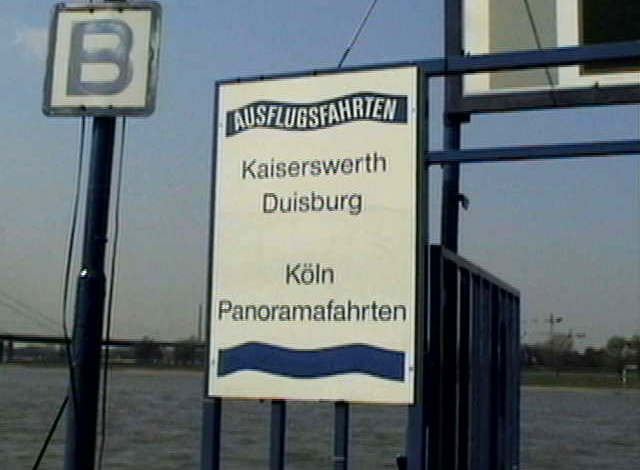 B
AUSFLUGSFAHRTEN
Kaiserswerth
Duisburg
Köln
Panoramafahrten